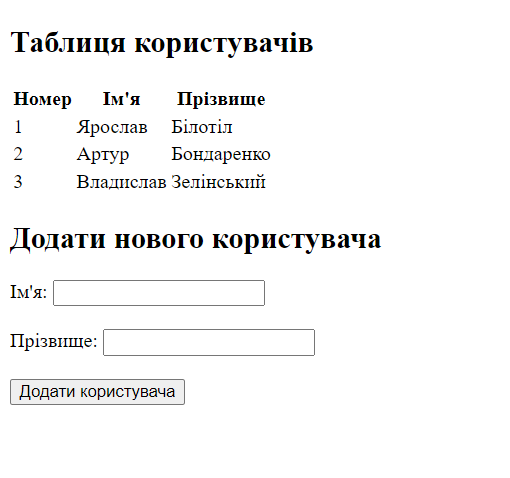 Таблиця користувачів
Номер Ім'я Прізвище
1 Ярослав Білотіл
2 Артур Бондаренко
3 Владислав Зелінський
Додати нового користувача
Ім'я:
Прізвище:
Додати користувача